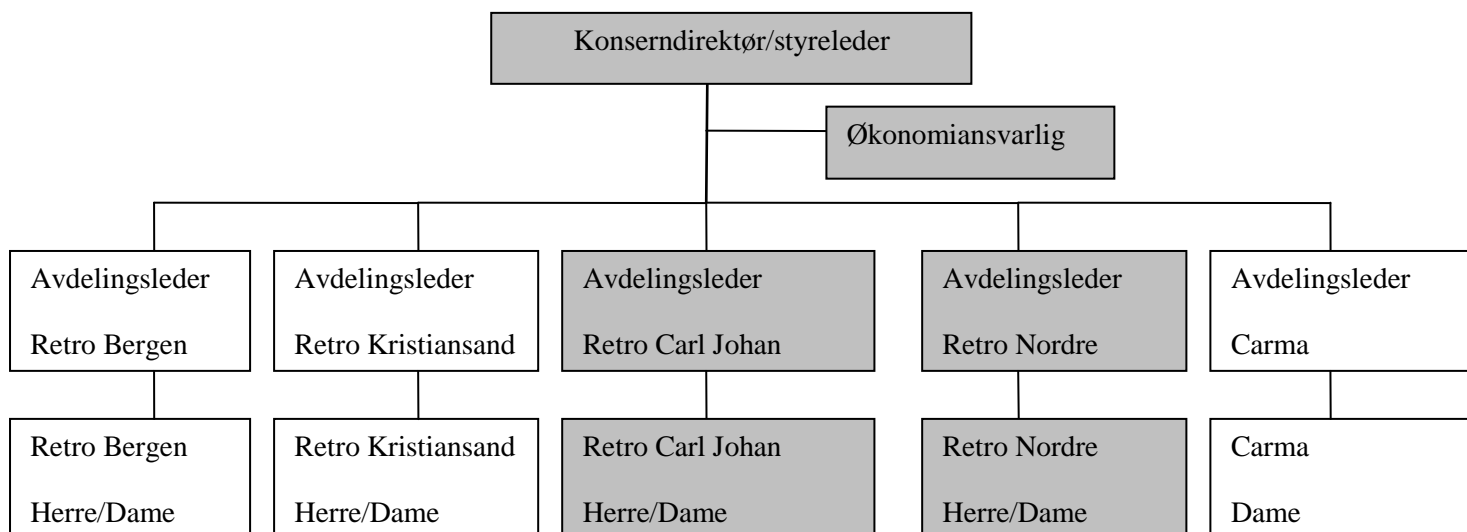 Konserndirektør/styreleder
Økonomiansvarlig
Avdelingsleder
Retro Bergen
Avdelingsleder
Retro Kristiansand
Avdelingsleder
Retro Carl Johan
Avdelingsleder
Retro Nordre
Avdelingsleder
Carma
Retro Bergen
Herre/Dame
Retro Kristiansand
Herre/Dame
Retro Carl Johan
Herre/Dame
Retro Nordre
Herre/Dame
Carma
Dame